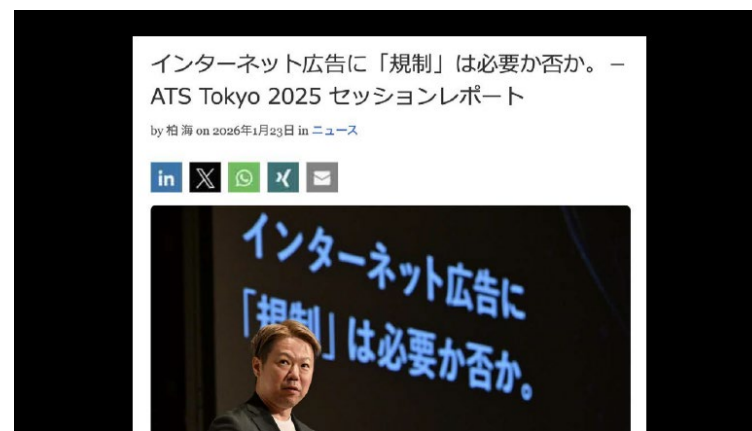 インターネット広告に「規制」は必要か否か。 –
ATS Tokyo 2025 セッションレポート
by 柏 海 on 2026年1月23日 in ニュース
in
インターネット広告に
「規制」は必要か否か。